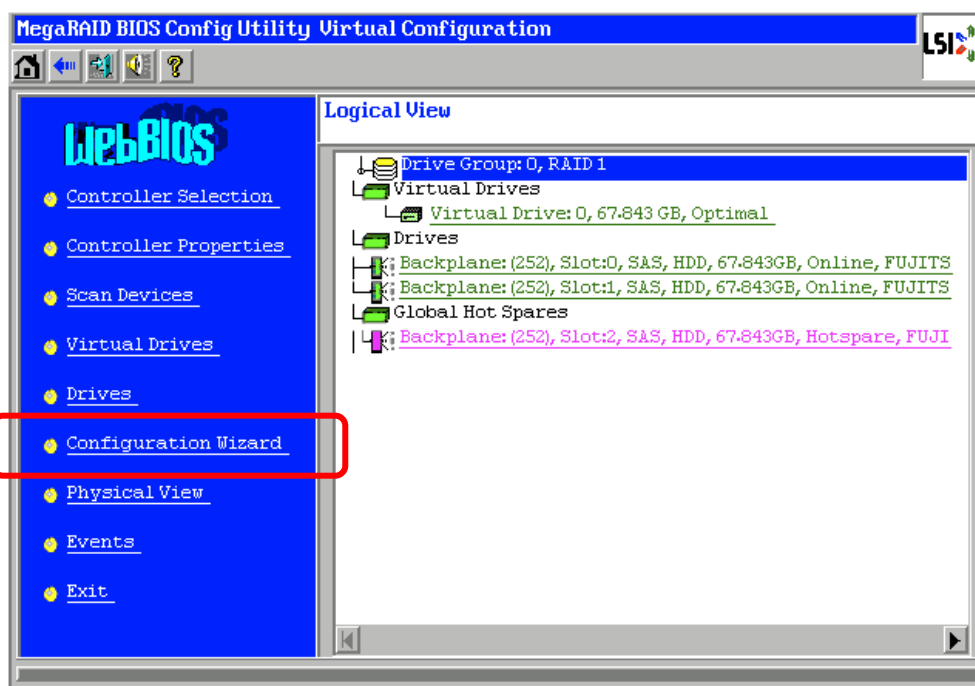 MegaRAID BIOS Config Utility Virtual Configuration
LSI
WebBIOS
Logical View
Controller Selection
Controller Properties
Scan Devices
Virtual Drives
Drives
Configuration Wizard
Physical View
Events
Exit
Drive Group: 0, RAID 1
Virtual Drives
Virtual Drive: 0, 67.843 GB, Optimal
Drives
Backplane: (252), Slot:0, SAS, HDD, 67.843GB, Online, FUJITS
Backplane: (252), Slot:1, SAS, HDD, 67.843GB, Online, FUJITS
Global Hot Spares
Backplane: (252), Slot:2, SAS, HDD, 67.843GB, Hotspare, FUJI